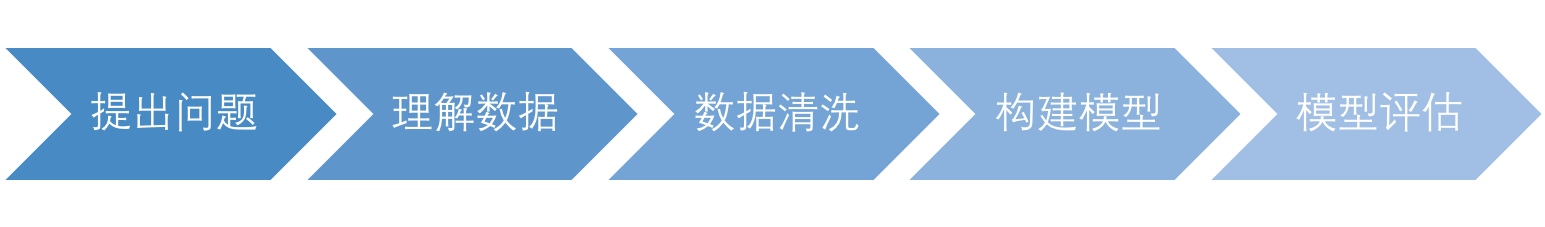 提出问题
理解数据
数据清洗
构建模型
模型评估